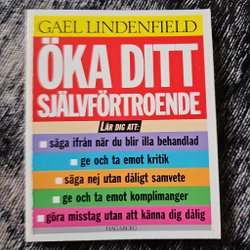 GAEL LINDENFIELD
ÖKA DITT
SJÄLVFÖRTROENDE
LÄR DIG ATT:
säga ifrån när du blir illa behandlad
ge och ta emot kritik
säga nej utan dåligt samvete
ge och ta emot komplimanger
göra misstag utan att känna dig dålig
HAGABERG